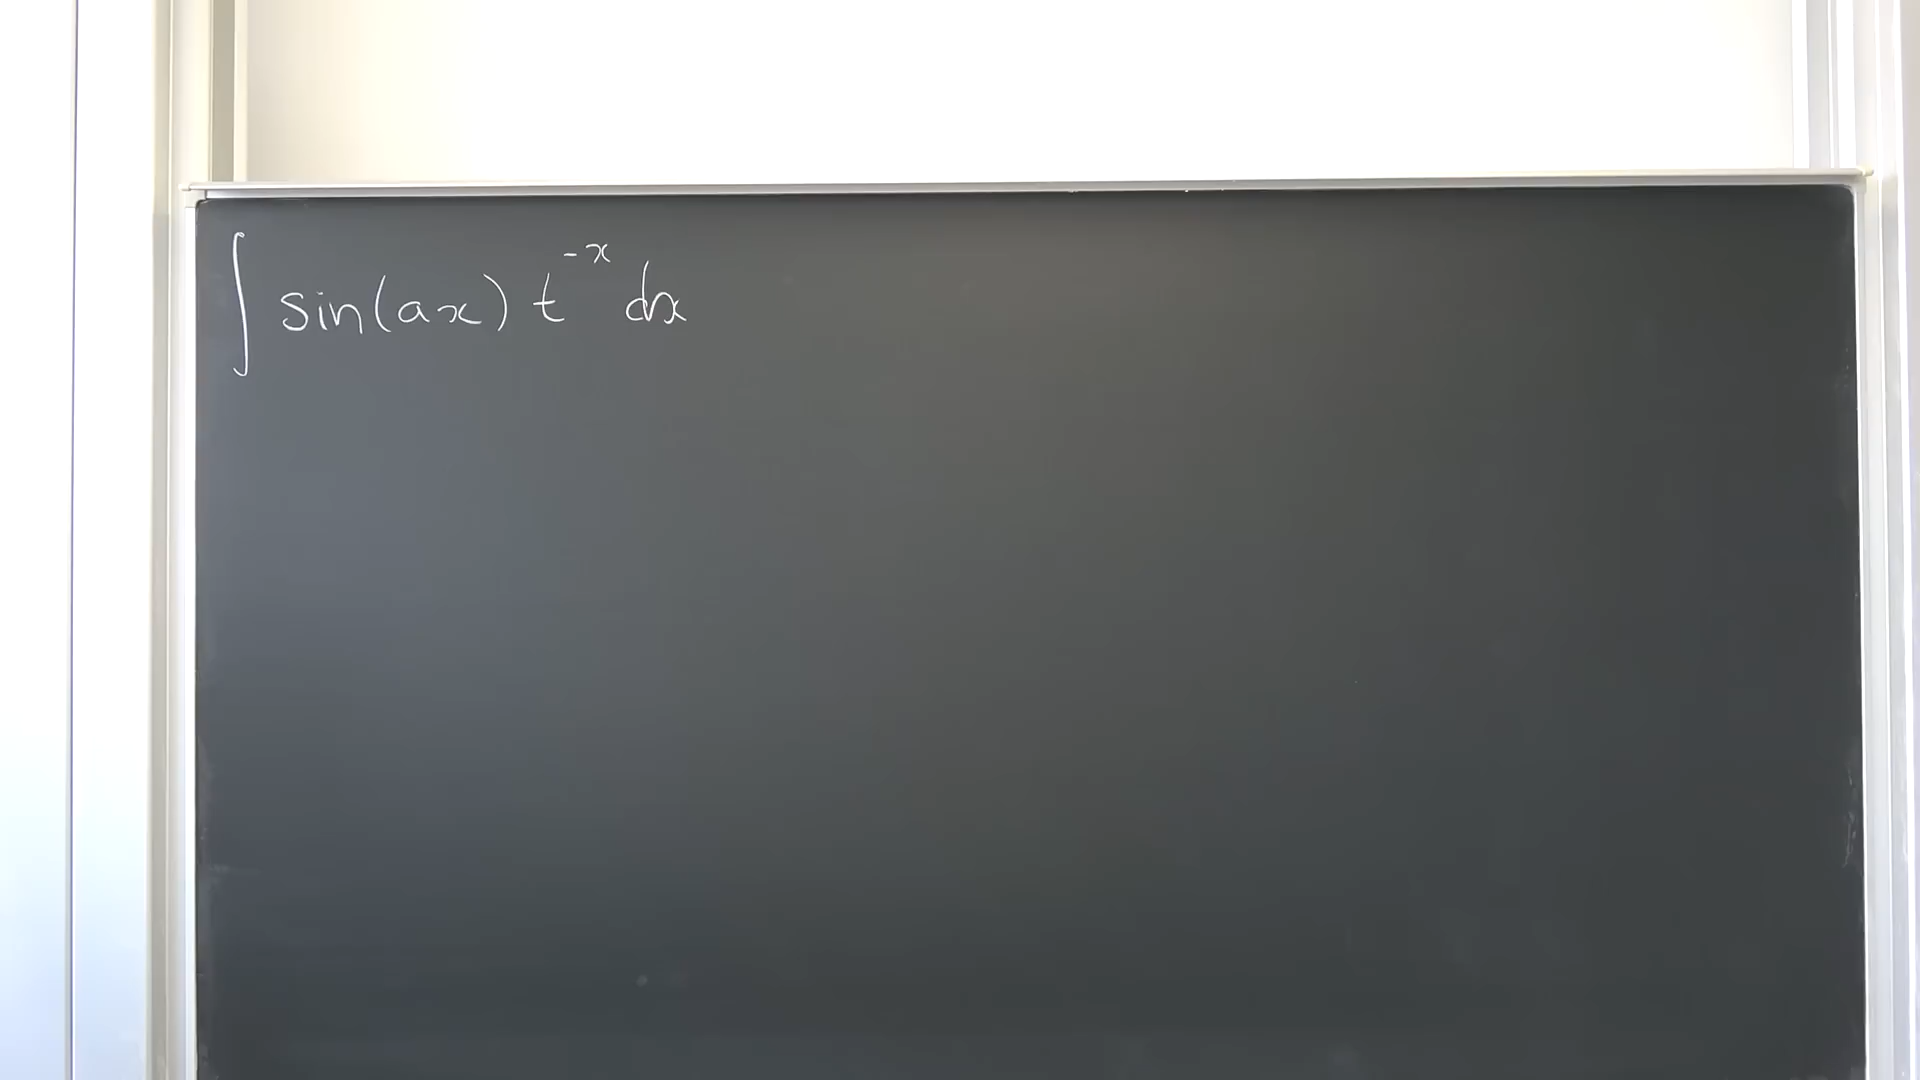 ∫ sin(ax) t^{-x} dx